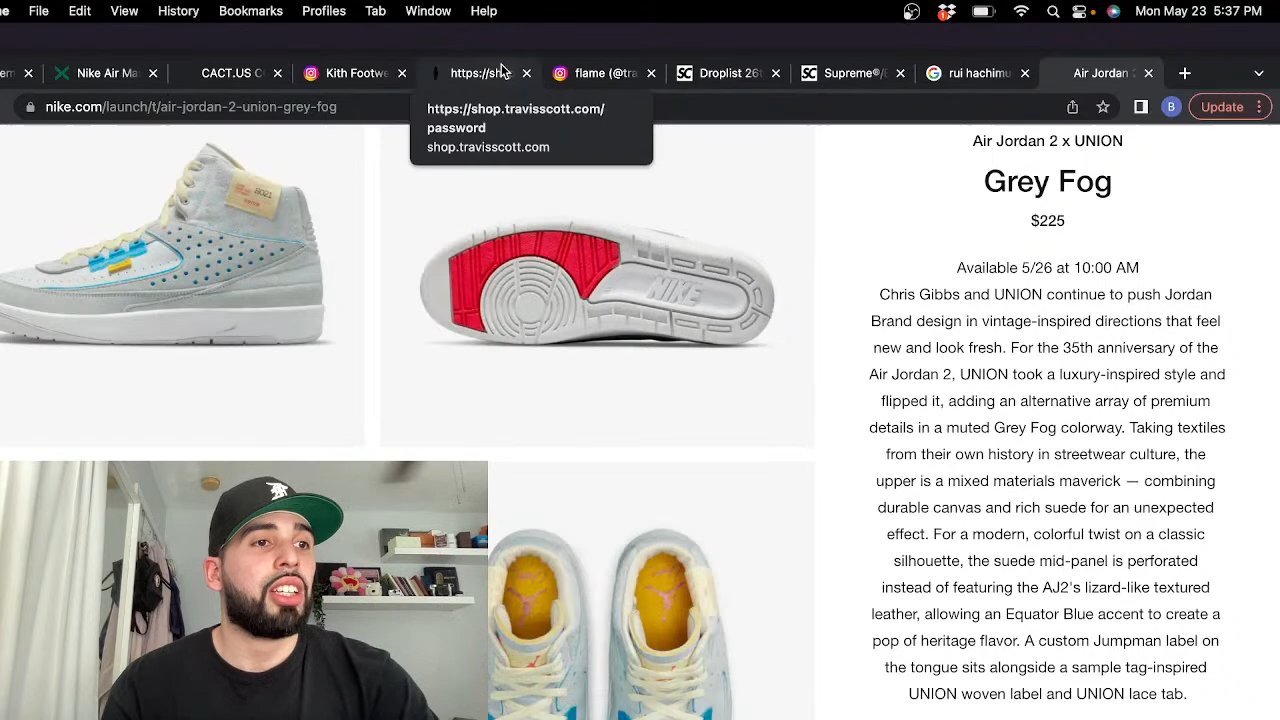 File Edit View History Bookmarks Profiles Tab Window Help
1
Mon May 23 5:37 PM
em
Nike Air Ma
CACT.US C
Kith Footwe
https://sho
flame (@tra
Droplist 26t
Supreme®/B
rui hachimu
Air Jordan 2
nike.com/launch/t/air-jordan-2-union-grey-fog
B
Update
https://shop.travisscott.com/
password
shop.travisscott.com
Air Jordan 2 x UNION
Grey Fog
$225
Available 5/26 at 10:00 AM
Chris Gibbs and UNION continue to push Jordan
Brand design in vintage-inspired directions that feel
new and look fresh. For the 35th anniversary of the
Air Jordan 2, UNION took a luxury-inspired style and
flipped it, adding an alternative array of premium
details in a muted Grey Fog colorway. Taking textiles
from their own history in streetwear culture, the
upper is a mixed materials maverick — combining
durable canvas and rich suede for an unexpected
effect. For a modern, colorful twist on a classic
silhouette, the suede mid-panel is perforated
instead of featuring the AJ2's lizard-like textured
leather, allowing an Equator Blue accent to create a
pop of heritage flavor. A custom Jumpman label on
the tongue sits alongside a sample tag-inspired
UNION woven label and UNION lace tab.
NIKE